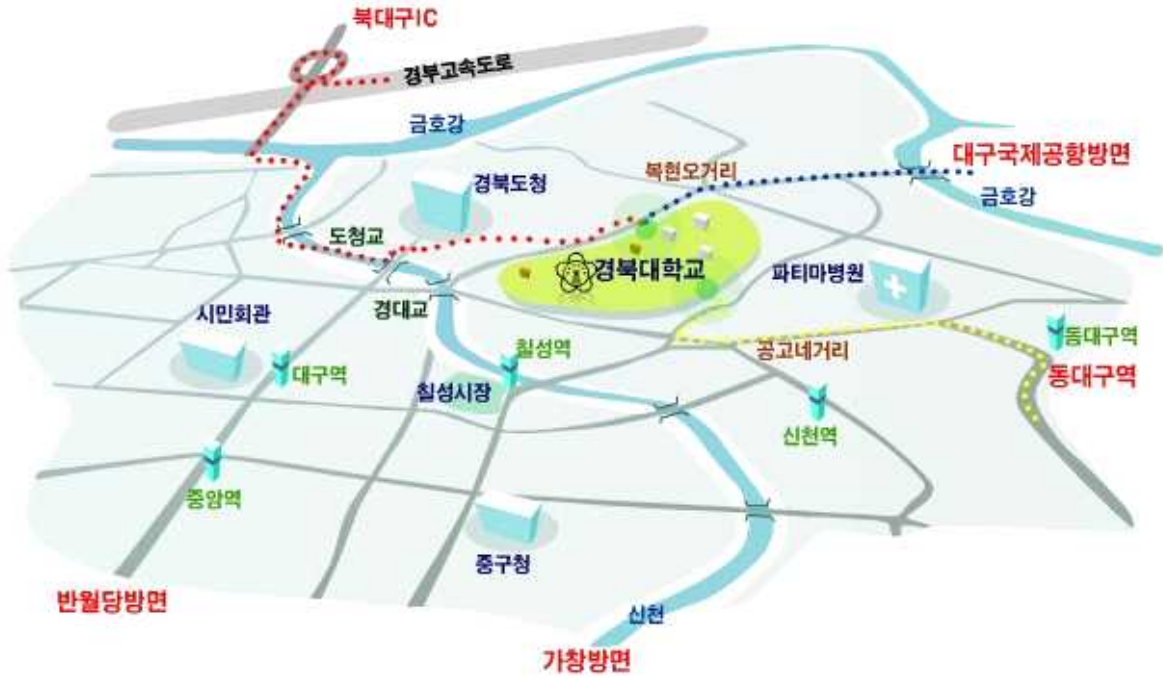 북대구IC
경부고속도로
금호강
대구국제공항방면
복현오거리
경북도청
금호강
도청교
경북대학교
파티마병원
경대교
시민회관
동대구역
칠성역
공고네거리
대구역
동대구역
칠성시장
신천역
중앙역
중구청
반월당방면
신천
가창방면